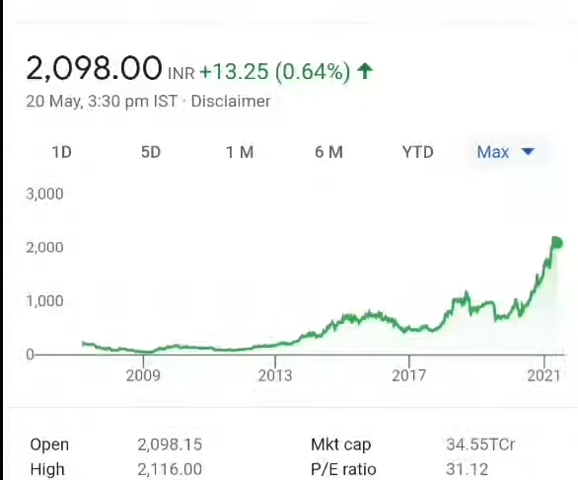 2,098.00 INR +13.25 (0.64%) ↑
20 May, 3:30 pm IST · Disclaimer
1D 5D 1 M 6 M YTD Max
3,000
2,000
1,000
0
2009 2013 2017 2021
Open 2,098.15 Mkt cap 34.55TCr
High 2,116.00 P/E ratio 31.12